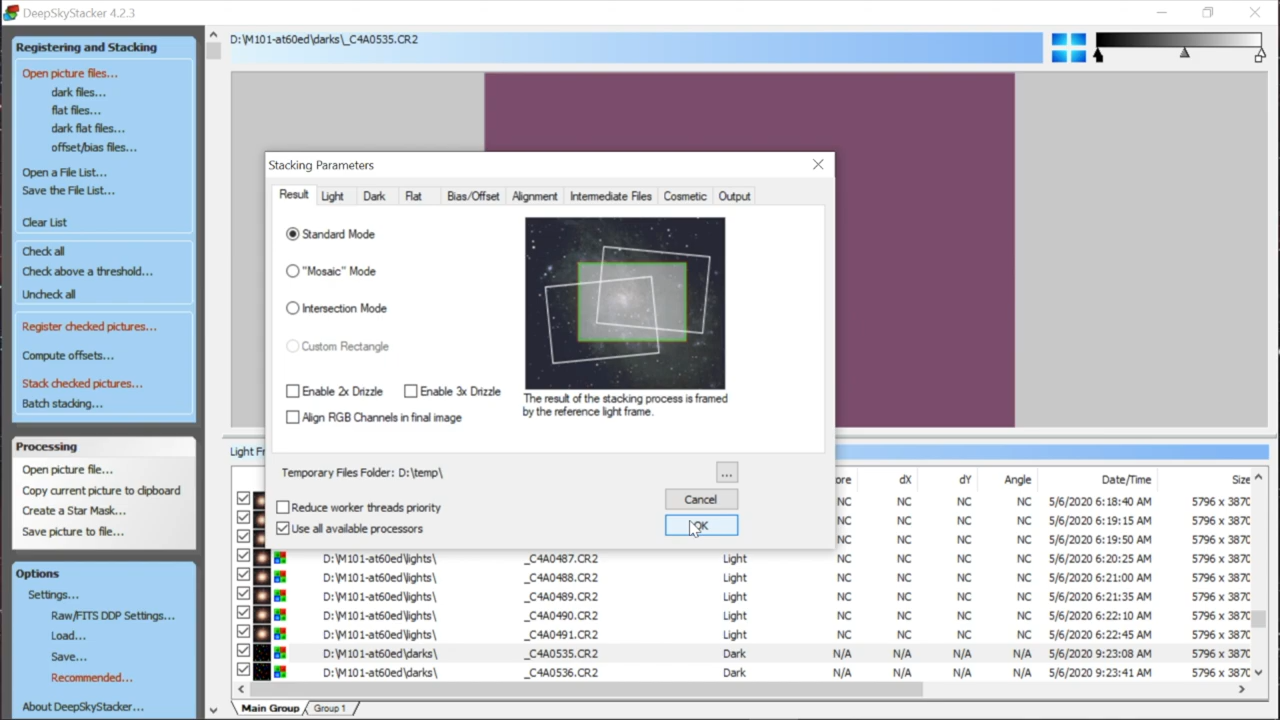 DeepSkyStacker 4.2.3
Registering and Stacking
Open picture files...
dark files...
flat files...
dark flat files...
offset/bias files...
Open a File List...
Save the File List...
Clear List
Check all
Check above a threshold...
Uncheck all
Register checked pictures...
Compute offsets...
Stack checked pictures...
Batch stacking...
Processing
Open picture file...
Copy current picture to clipboard
Create a Star Mask...
Save picture to file...
Options
Settings...
Raw/FITS DDP Settings...
Load...
Save...
Recommended...
About DeepSkyStacker...
D:\M101-at60ed\darks\_C4A0535.CR2
Stacking Parameters
Result Light Dark Flat Bias/Offset Alignment Intermediate Files Cosmetic Output
Standard Mode
"Mosaic" Mode
Intersection Mode
Custom Rectangle
Enable 2x Drizzle Enable 3x Drizzle
Align RGB Channels in final image
The result of the stacking process is framed
by the reference light frame.
Temporary Files Folder: D:\temp\
...
Reduce worker threads priority
Use all available processors
Cancel
OK
Light Fr
ore dX dY Angle Date/Time Size
NC NC NC NC 5/6/2020 6:18:40 AM 5796 x 3870
NC NC NC NC 5/6/2020 6:19:15 AM 5796 x 3870
NC NC NC NC 5/6/2020 6:19:50 AM 5796 x 3870
D:\M101-at60ed\lights\ _C4A0487.CR2 Light NC NC NC NC 5/6/2020 6:20:25 AM 5796 x 3870
D:\M101-at60ed\lights\ _C4A0488.CR2 Light NC NC NC NC 5/6/2020 6:21:00 AM 5796 x 3870
D:\M101-at60ed\lights\ _C4A0489.CR2 Light NC NC NC NC 5/6/2020 6:21:35 AM 5796 x 3870
D:\M101-at60ed\lights\ _C4A0490.CR2 Light NC NC NC NC 5/6/2020 6:22:10 AM 5796 x 3870
D:\M101-at60ed\lights\ _C4A0491.CR2 Light NC NC NC NC 5/6/2020 6:22:45 AM 5796 x 3870
D:\M101-at60ed\darks\ _C4A0535.CR2 Dark N/A N/A N/A N/A 5/6/2020 9:23:08 AM 5796 x 3870
D:\M101-at60ed\darks\ _C4A0536.CR2 Dark N/A N/A N/A N/A 5/6/2020 9:23:41 AM 5796 x 3870
Main Group Group 1